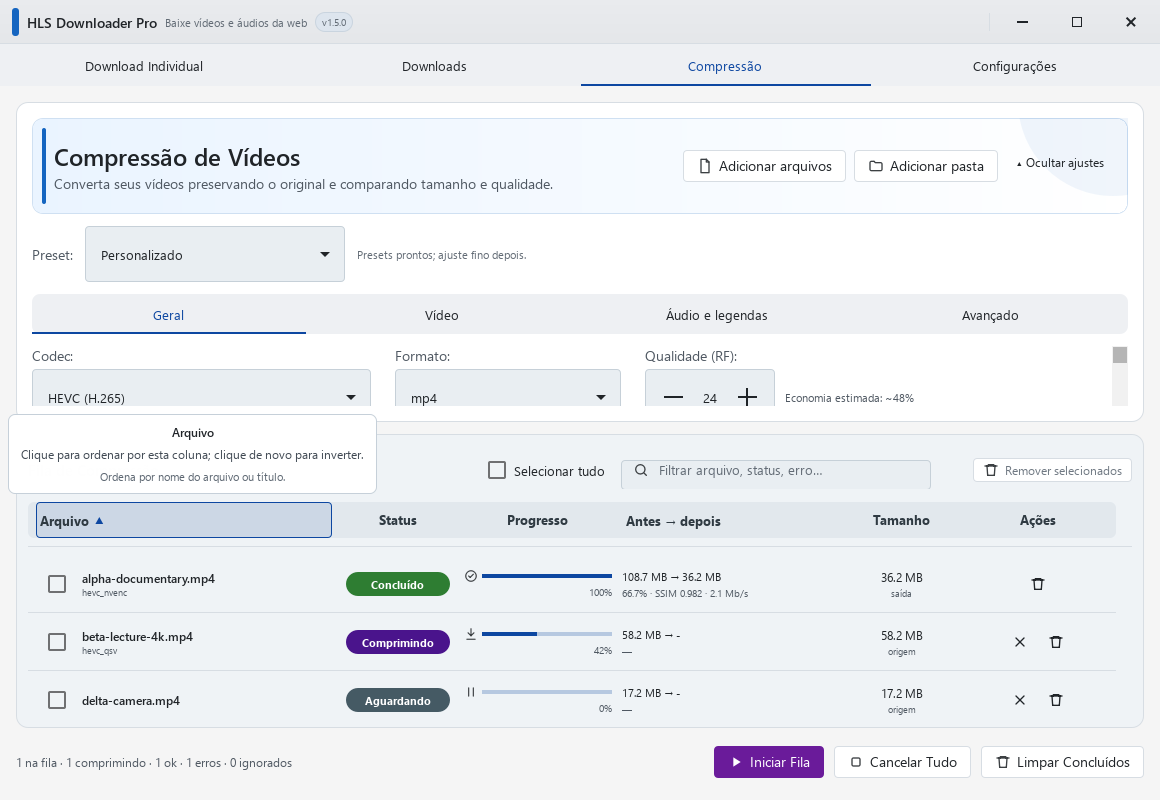 HLS Downloader Pro Baixe vídeos e áudios da web v1.5.0
Download Individual Downloads Compressão Configurações
Compressão de Vídeos
Converta seus vídeos preservando o original e comparando tamanho e qualidade.
Adicionar arquivos Adicionar pasta ▴ Ocultar ajustes
Preset: Personalizado Presets prontos; ajuste fino depois.
Geral Vídeo Áudio e legendas Avançado
Codec: Formato: Qualidade (RF):
HEVC (H.265) mp4 24 Economia estimada: ~48%
Arquivo
Clique para ordenar por esta coluna; clique de novo para inverter.
Ordena por nome do arquivo ou título.
Selecionar tudo Filtrar arquivo, status, erro... Remover selecionados
Arquivo ▲ Status Progresso Antes → depois Tamanho Ações
alpha-documentary.mp4 Concluído 108.7 MB → 36.2 MB 36.2 MB
hevc_nvenc 100% 66.7% · SSIM 0.982 · 2.1 Mb/s saída
beta-lecture-4k.mp4 Comprimindo 58.2 MB → - 58.2 MB
hevc_qsv 42% — origem
delta-camera.mp4 Aguardando 17.2 MB → - 17.2 MB
0% — origem
1 na fila · 1 comprimindo · 1 ok · 1 erros · 0 ignorados
Iniciar Fila Cancelar Tudo Limpar Concluídos